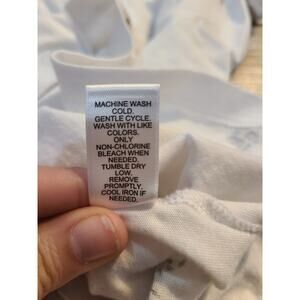 MACHINE WASH
COLD.
GENTLE CYCLE.
WASH WITH LIKE
COLORS.
ONLY
NON-CHLORINE
BLEACH WHEN
NEEDED.
TUMBLE DRY
LOW.
REMOVE
PROMPTLY.
COOL IRON IF
NEEDED.